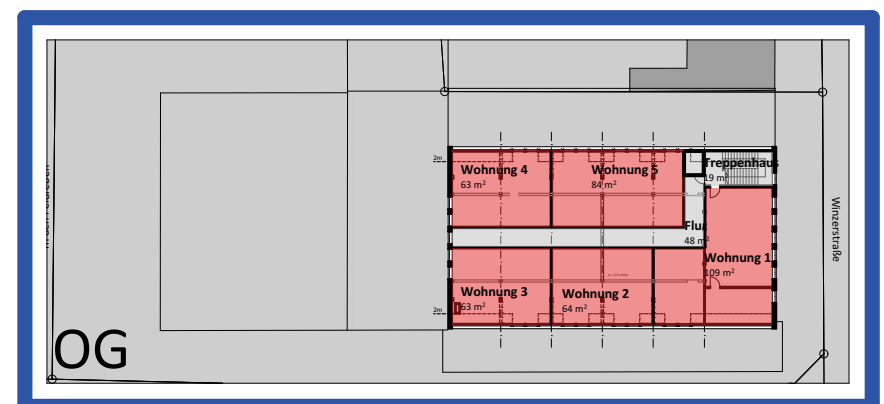 2m
Wohnung 4
63 m²
Wohnung 5
84 m²
Treppenhaus
19 m²
Flur
48 m²
Winzerstraße
Wohnung 1
109 m²
Wohnung 3
63 m²
Wohnung 2
64 m²
2m
OG